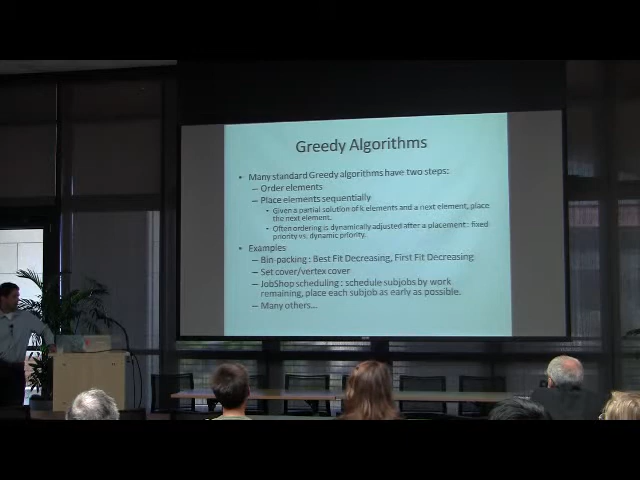 Greedy Algorithms
• Many standard Greedy algorithms have two steps:
– Order elements
– Place elements sequentially
• Given a partial solution of k elements and a next element, place
the next element.
• Often ordering is dynamically adjusted after a placement: fixed
priority vs. dynamic priority.
• Examples
– Bin-packing : Best Fit Decreasing, First Fit Decreasing
– Set cover/vertex cover
– JobShop scheduling : schedule subjobs by work
remaining, place each subjob as early as possible.
– Many others…